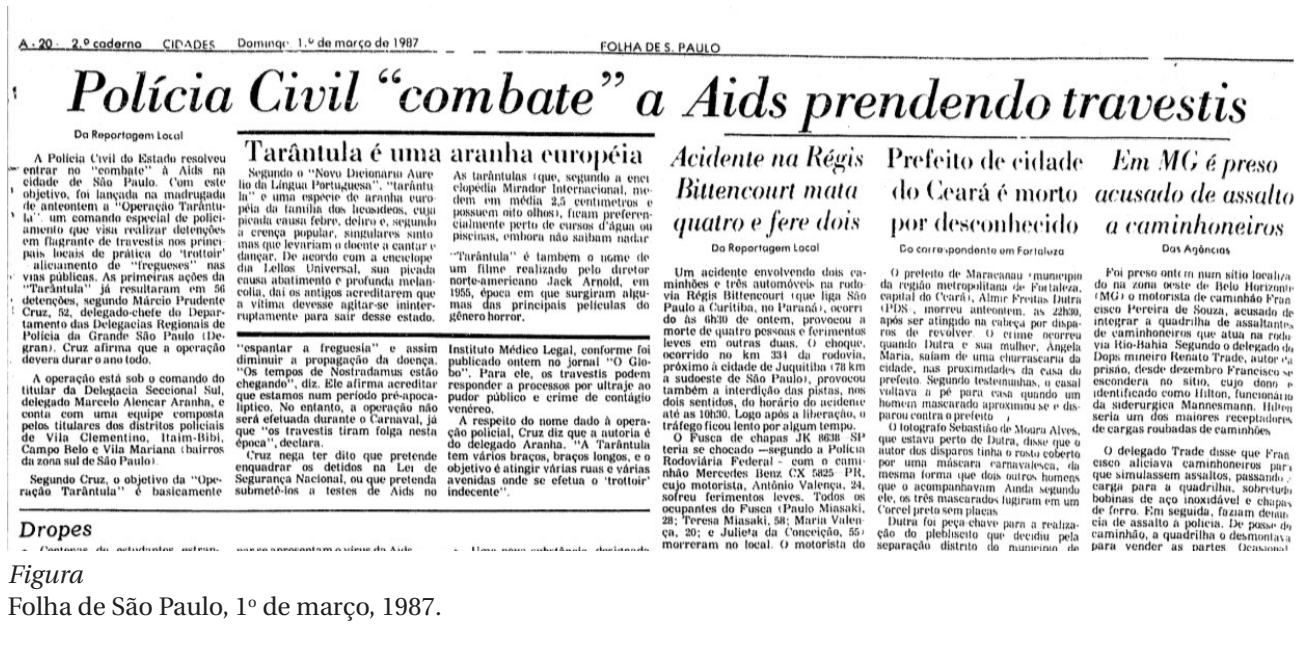 A - 20 - 2.º caderno CIDADES Domingo 1.º de março de 1987
FOLHA DE S. PAULO
Polícia Civil “combate” a Aids prendendo travestis
Da Reportagem Local
A Polícia Civil do Estado resolveu
entrar no "combate" à Aids na
cidade de São Paulo. Com este
objetivo, foi lançada na madrugada
de anteontem a "Operação Tarântu-
la", um comando especial de polici-
amento que visa realizar detenções
em flagrante de travestis nos princi-
pais locais de prática do 'trottoir'
aliciamento de "fregueses" nas
vias públicas. As primeiras ações da
"Tarântula" já resultaram em 56
detenções, segundo Márcio Prudente
Cruz, 52, delegado-chefe do Depar-
tamento das Delegacias Regionais de
Polícia da Grande São Paulo (De-
gran). Cruz afirma que a operação
deverá durar o ano todo.
A operação está sob o comando do
titular da Delegacia Seccional Sul,
delegado Marcelo Alencar Aranha, e
conta com uma equipe composta
pelos titulares dos distritos policiais
de Vila Clementino, Itaim-Bibi,
Campo Belo e Vila Mariana (bairros
da zona sul de São Paulo).
Segundo Cruz, o objetivo da "Ope-
ração Tarântula" é basicamente
Tarântula é uma aranha européia
Segundo o "Novo Dicionário Auré-
lio da Língua Portuguesa", "tarântu-
la" é uma espécie de aranha euro-
péia da família dos licosídeos, cuja
picada causa febre, delírio e, segundo
a crença popular, singulares sinto-
mas que levariam o doente a cantar e
dançar. De acordo com a enciclopé-
dia Lellos Universal, sua picada
causa abatimento e profunda melan-
colia, daí os antigos acreditarem que
a vítima devesse agitar-se ininter-
ruptamente para sair desse estado.
As tarântulas (que, segundo a enci-
clopédia Mirador Internacional, me-
dem em média 2,5 centímetros e
possuem oito olhos), ficam preferen-
cialmente perto de cursos d'água ou
piscinas, embora não saibam nadar
"Tarântula" é também o nome de
um filme realizado pelo diretor
norte-americano Jack Arnold, em
1955, época em que surgiram algu-
mas das principais películas do
gênero horror.
"espantar a freguesia" e assim
diminuir a propagação da doença.
"Os tempos de Nostradamus estão
chegando", diz. Ele afirma acreditar
que estamos num período pré-apoca-
líptico. No entanto, a operação não
será efetuada durante o Carnaval, já
que "os travestis tiram folga nesta
época", declara.
Cruz nega ter dito que pretende
enquadrar os detidos na Lei de
Segurança Nacional, ou que pretenda
submetê-los a testes de Aids no
Instituto Médico Legal, conforme foi
publicado ontem no jornal "O Glo-
bo". Para ele, os travestis podem
responder a processos por ultraje ao
pudor público e crime de contágio
venéreo.
A respeito do nome dado à opera-
ção policial, Cruz diz que a autoria é
do delegado Aranha. "A Tarântula
tem vários braços, braços longos, e o
objetivo é atingir várias ruas e várias
avenidas onde se efetua o 'trottoir'
indecente".
Acidente na Régis
Bittencourt mata
quatro e fere dois
Da Reportagem Local
Um acidente envolvendo dois ca-
minhões e três automóveis na rodo-
via Régis Bittencourt (que liga São
Paulo a Curitiba, no Paraná), ocorri-
do às 6h30 de ontem, provocou a
morte de quatro pessoas e ferimentos
leves em outras duas. O choque,
ocorrido no km 334 da rodovia,
próximo à cidade de Juquitiba (78 km
a sudoeste de São Paulo), provocou
também a interdição das pistas, nos
dois sentidos, do horário do acidente
até as 10h30. Logo após a liberação, o
tráfego ficou lento por algum tempo.
O Fusca de chapas JK 8638 SP
teria se chocado —segundo a Polícia
Rodoviária Federal - com o cami-
nhão Mercedes Benz CX 5825 PR,
cujo motorista, Antônio Valença, 24,
sofreu ferimentos leves. Todos os
ocupantes do Fusca (Paulo Miasaki,
28; Teresa Miasaki, 58; Maria Valen-
ça, 20; e Julieta da Conceição, 55)
morreram no local. O motorista do
Prefeito de cidade
do Ceará é morto
por desconhecido
Do correspondente em Fortaleza
O prefeito de Maracanaú (município
da região metropolitana de Fortaleza,
capital do Ceará), Almir Freitas Dutra
(PDS), morreu anteontem, às 22h30,
após ser atingido na cabeça por dispa-
ros de revólver. O crime ocorreu
quando Dutra e sua mulher, Angela
Maria, saíam de uma churrascaria da
cidade, nas proximidades da casa do
prefeito. Segundo testemunhas, o casal
voltava a pé para casa quando um
homem mascarado aproximou-se e dis-
parou contra o prefeito
O fotógrafo Sebastião de Moura Alves,
que estava perto de Dutra, disse que o
autor dos disparos tinha o rosto coberto
por uma máscara carnavalesca, da
mesma forma que dois outros homens
que o acompanhavam Ainda segundo
ele, os três mascarados fugiram em um
Corcel preto sem placas
Dutra foi peça-chave para a realiza-
ção do plebiscito que decidiu pela
separação distrito do município de
Em MG é preso
acusado de assalto
a caminhoneiros
Das Agências
Foi preso ontem num sítio localiza
do na zona oeste de Belo Horizonte
(MG) o motorista de caminhão Fran
cisco Pereira de Souza, acusado de
integrar a quadrilha de assaltantes
de caminhoneiros que atua na rodo
via Rio-Bahia Segundo o delegado do
Dops mineiro Renato Trade, autor da
prisão, desde dezembro Francisco se
escondera no sítio, cujo dono é
identificado como Hilton, funcionário
da siderurgica Mannesmann. Hilton
seria um dos maiores receptadores
de cargas roubadas de caminhões
O delegado Trade disse que Fran
cisco aliciava caminhoneiros para
que simulassem assaltos, passando a
carga para a quadrilha, sobretudo
bobinas de aço inoxidável e chapas
de ferro. Em seguida, faziam denún
cia de assalto à polícia. De posse do
caminhão, a quadrilha o desmontava
para vender as partes. Ocasional
Dropes
Figura
Folha de São Paulo, 1º de março, 1987.